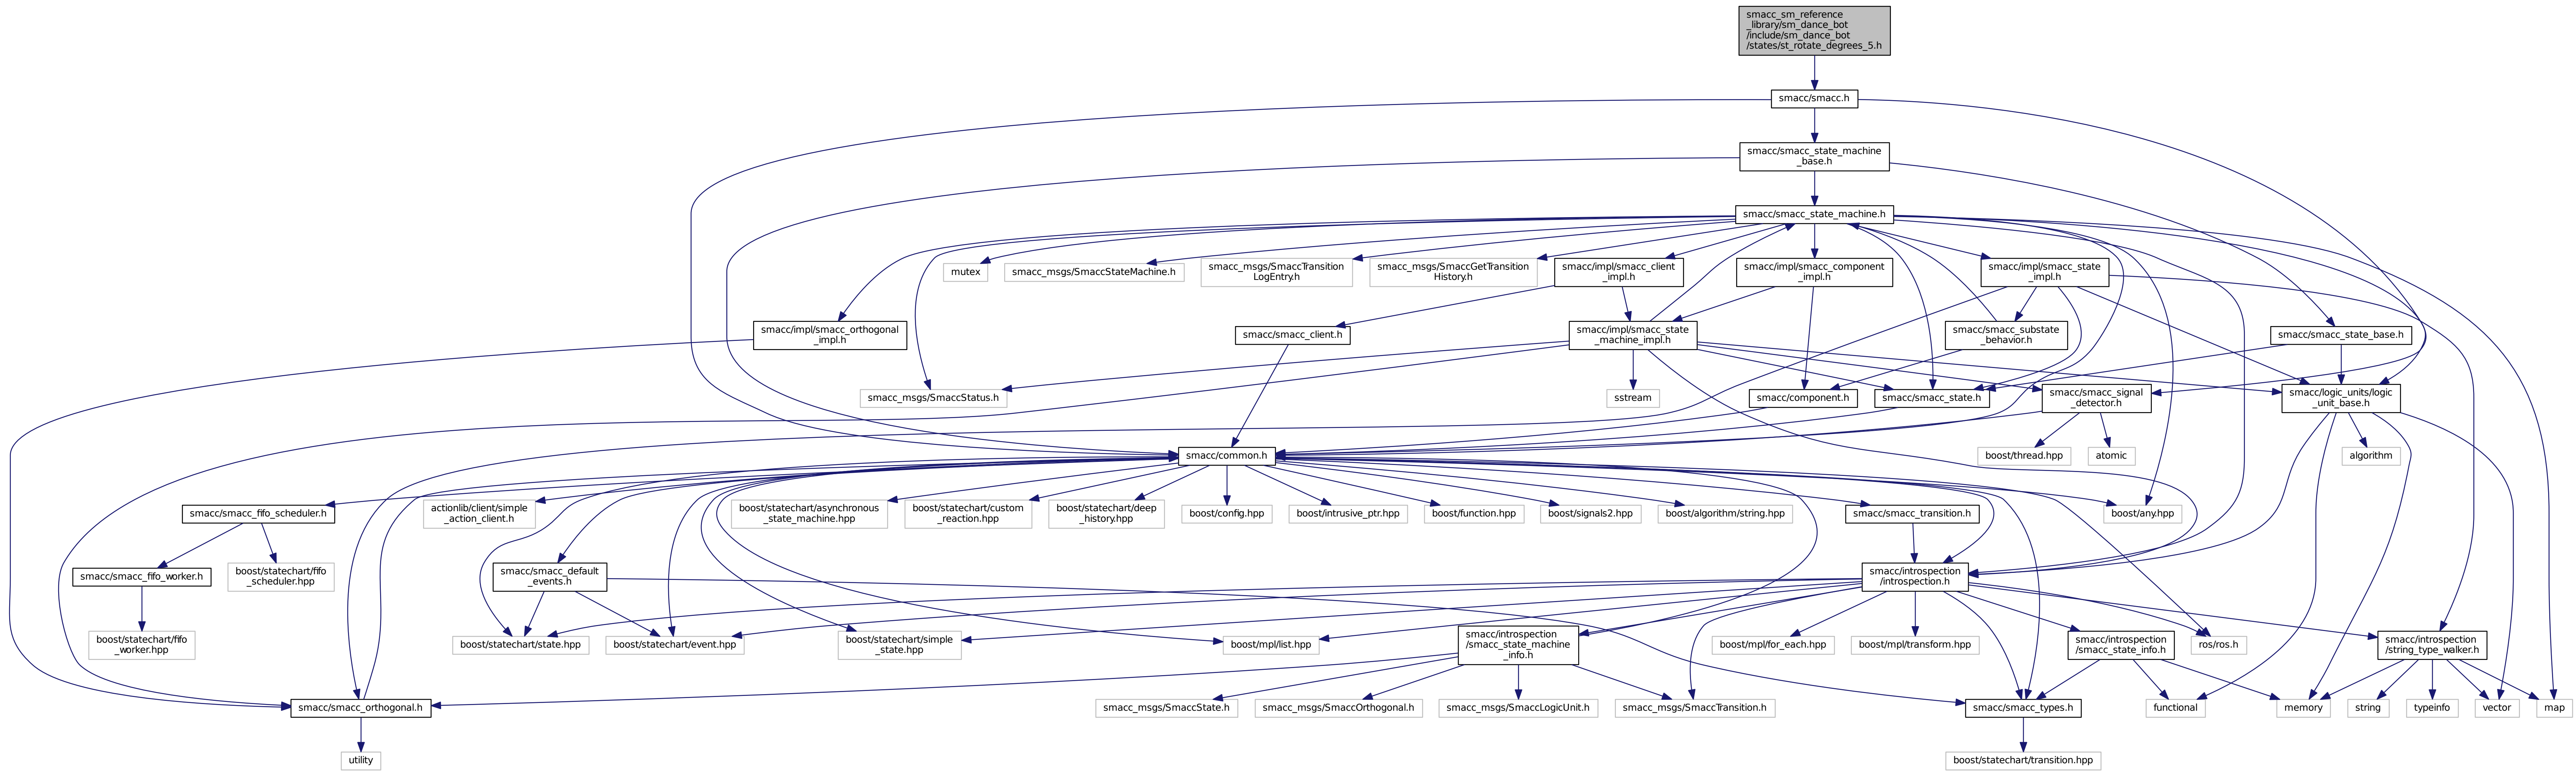 smacc_sm_reference
_library/sm_dance_bot
/include/sm_dance_bot
/states/st_rotate_degrees_5.h
smacc/smacc.h
smacc/smacc_state_machine
_base.h
smacc/smacc_state_machine.h
mutex
smacc_msgs/SmaccStateMachine.h
smacc_msgs/SmaccTransition
LogEntry.h
smacc_msgs/SmaccGetTransition
History.h
smacc/impl/smacc_client
_impl.h
smacc/impl/smacc_component
_impl.h
smacc/impl/smacc_state
_impl.h
smacc/impl/smacc_orthogonal
_impl.h
smacc/smacc_client.h
smacc/impl/smacc_state
_machine_impl.h
smacc/smacc_substate
_behavior.h
smacc/smacc_state_base.h
smacc_msgs/SmaccStatus.h
sstream
smacc/component.h
smacc/smacc_state.h
smacc/smacc_signal
_detector.h
smacc/logic_units/logic
_unit_base.h
smacc/common.h
boost/thread.hpp
atomic
algorithm
smacc/smacc_fifo_scheduler.h
actionlib/client/simple
_action_client.h
boost/statechart/asynchronous
_state_machine.hpp
boost/statechart/custom
_reaction.hpp
boost/statechart/deep
_history.hpp
boost/config.hpp
boost/intrusive_ptr.hpp
boost/function.hpp
boost/signals2.hpp
boost/algorithm/string.hpp
smacc/smacc_transition.h
boost/any.hpp
smacc/smacc_fifo_worker.h
boost/statechart/fifo
_scheduler.hpp
smacc/smacc_default
_events.h
smacc/introspection
/introspection.h
boost/statechart/fifo
_worker.hpp
boost/statechart/state.hpp
boost/statechart/event.hpp
boost/statechart/simple
_state.hpp
boost/mpl/list.hpp
smacc/introspection
/smacc_state_machine
_info.h
boost/mpl/for_each.hpp
boost/mpl/transform.hpp
smacc/introspection
/smacc_state_info.h
ros/ros.h
smacc/introspection
/string_type_walker.h
smacc/smacc_orthogonal.h
smacc_msgs/SmaccState.h
smacc_msgs/SmaccOrthogonal.h
smacc_msgs/SmaccLogicUnit.h
smacc_msgs/SmaccTransition.h
smacc/smacc_types.h
functional
memory
string
typeinfo
vector
map
utility
boost/statechart/transition.hpp